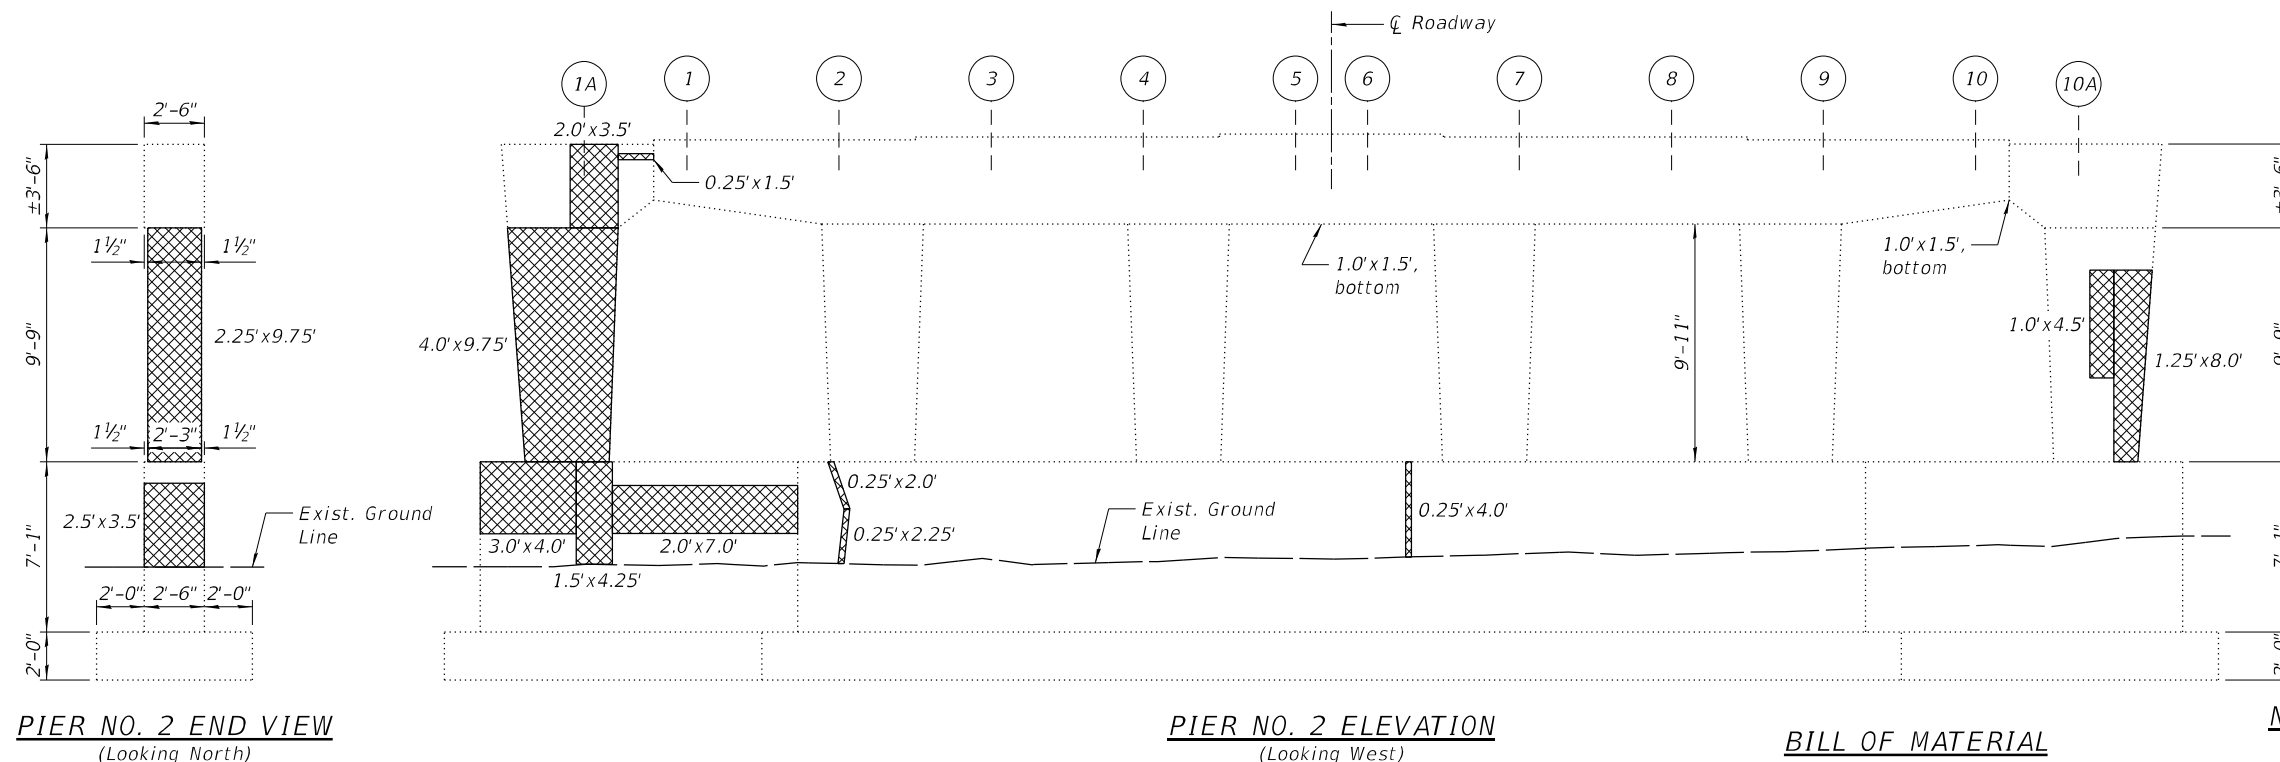 ℄ Roadway
1A
1
2
3
4
5
6
7
8
9
10
10A
2'-6"
2.0'x3.5'
±3'-6"
0.25'x1.5'
1½"
1½"
1.0'x1.5',
bottom
1.0'x1.5',
bottom
9'-9"
2.25'x9.75'
4.0'x9.75'
9'-11"
1.0'x4.5'
1.25'x8.0'
1½"
2'-3"
1½"
7'-1"
2.5'x3.5'
Exist. Ground
Line
0.25'x2.0'
0.25'x2.25'
Exist. Ground
Line
0.25'x4.0'
3.0'x4.0'
2.0'x7.0'
1.5'x4.25'
2'-0"
2'-6"
2'-0"
2'-0"
PIER NO. 2 END VIEW
(Looking North)
PIER NO. 2 ELEVATION
(Looking West)
BILL OF MATERIAL